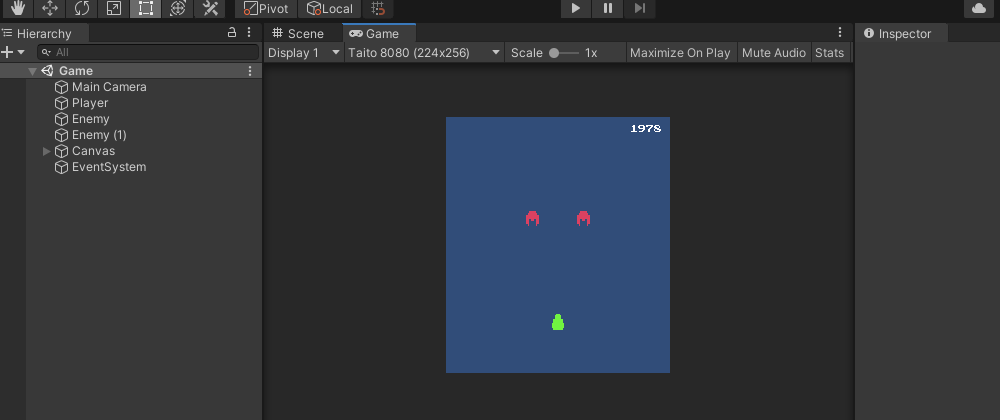 Pivot Local
Hierarchy
All
Game
Main Camera
Player
Enemy
Enemy (1)
Canvas
EventSystem
Scene Game
Display 1 Taito 8080 (224x256) Scale 1x Maximize On Play Mute Audio Stats
1978
Inspector